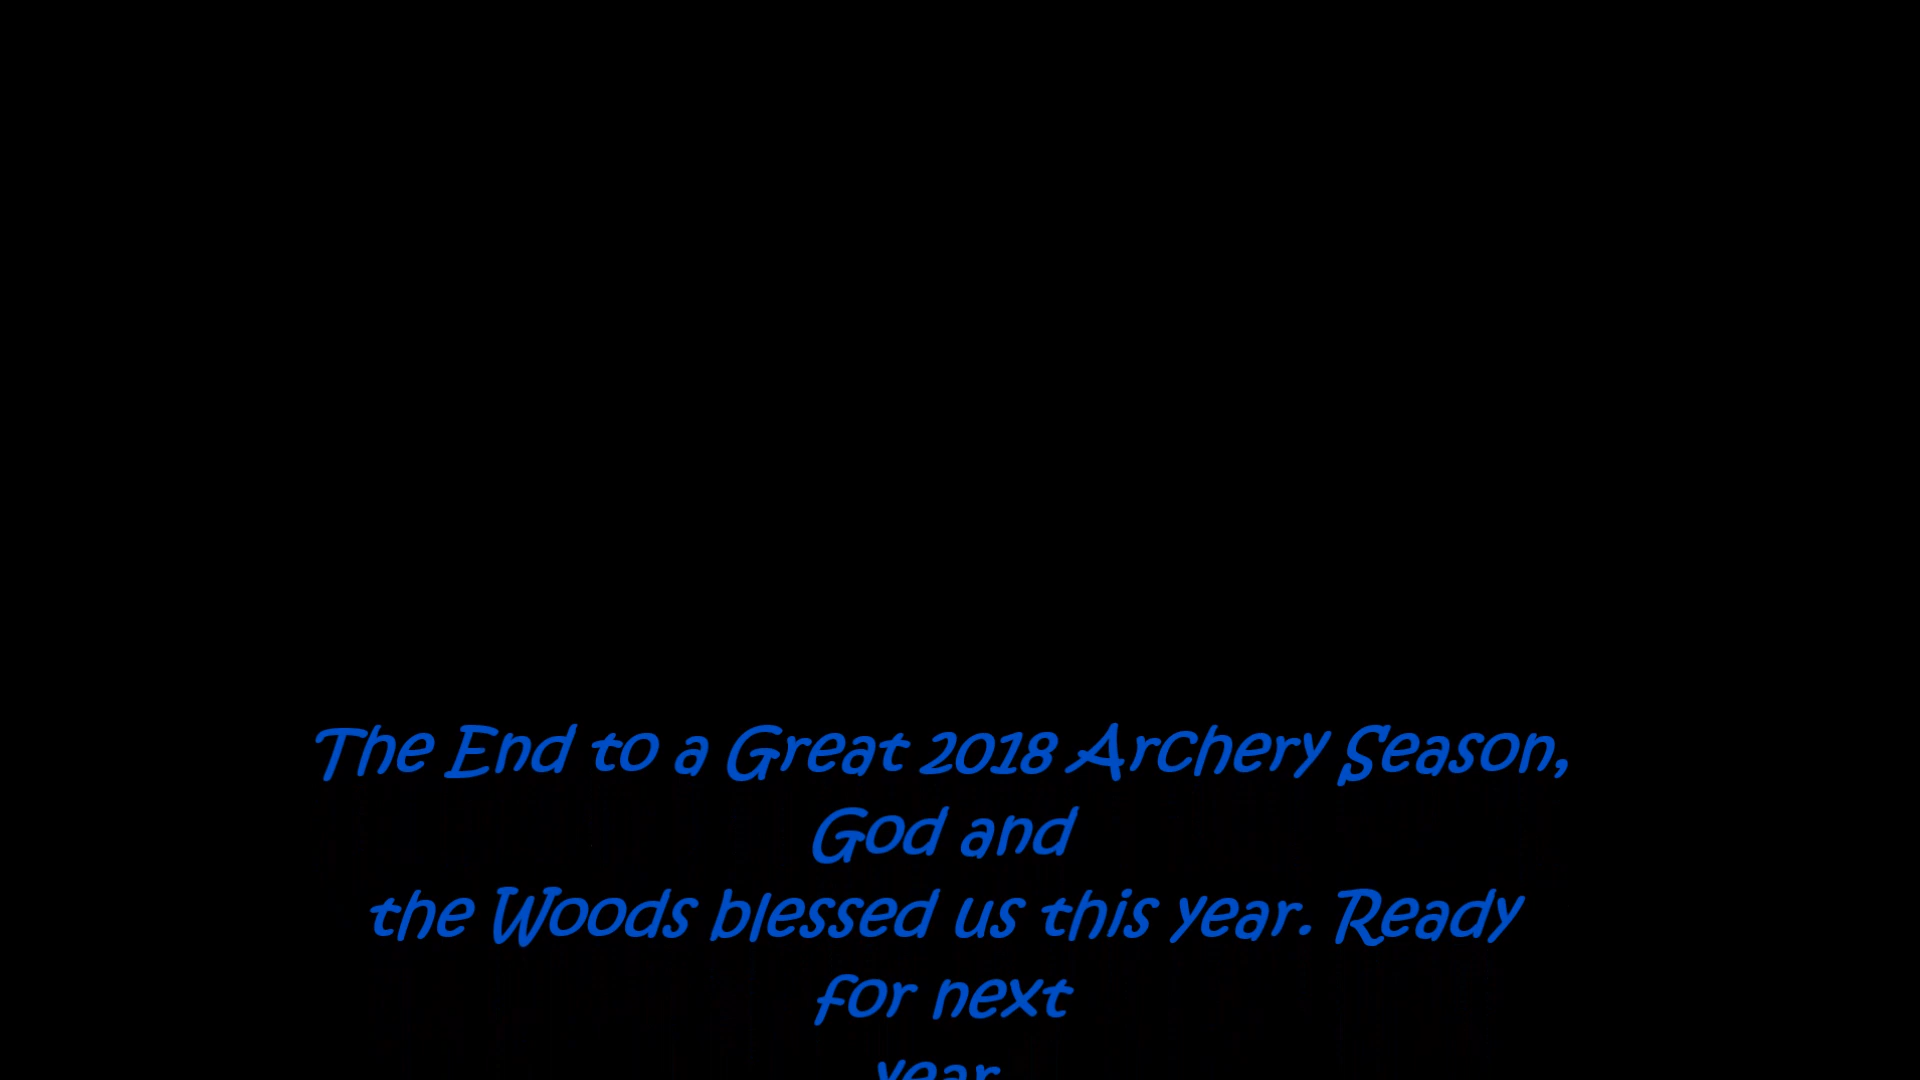 The End to a Great 2018 Archery Season,
God and
the Woods blessed us this year. Ready
for next
year